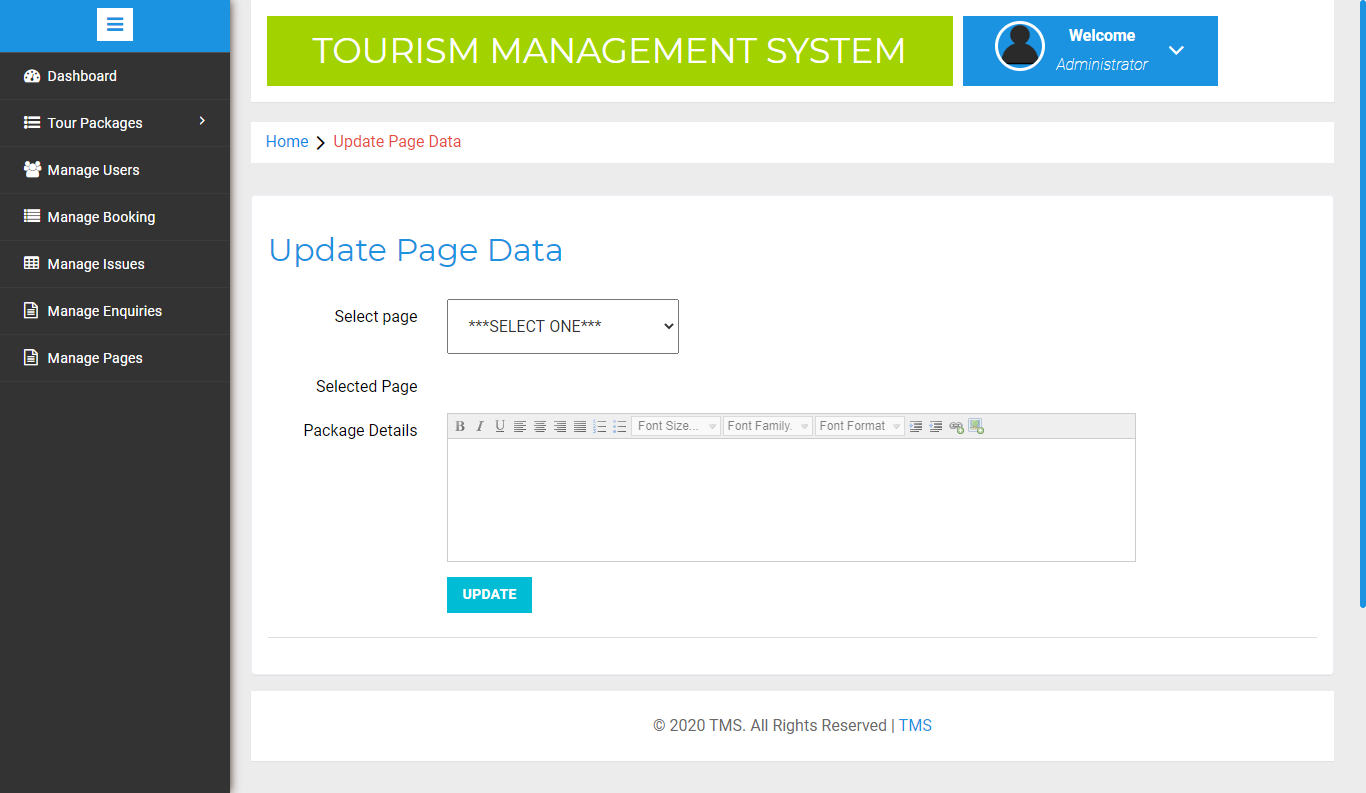 TOURISM MANAGEMENT SYSTEM
Welcome
Administrator
Dashboard
Tour Packages
Manage Users
Manage Booking
Manage Issues
Manage Enquiries
Manage Pages
Home
Update Page Data
Update Page Data
Select page
***SELECT ONE***
Selected Page
Package Details
B I U Font Size... Font Family. Font Format
UPDATE
© 2020 TMS. All Rights Reserved | TMS